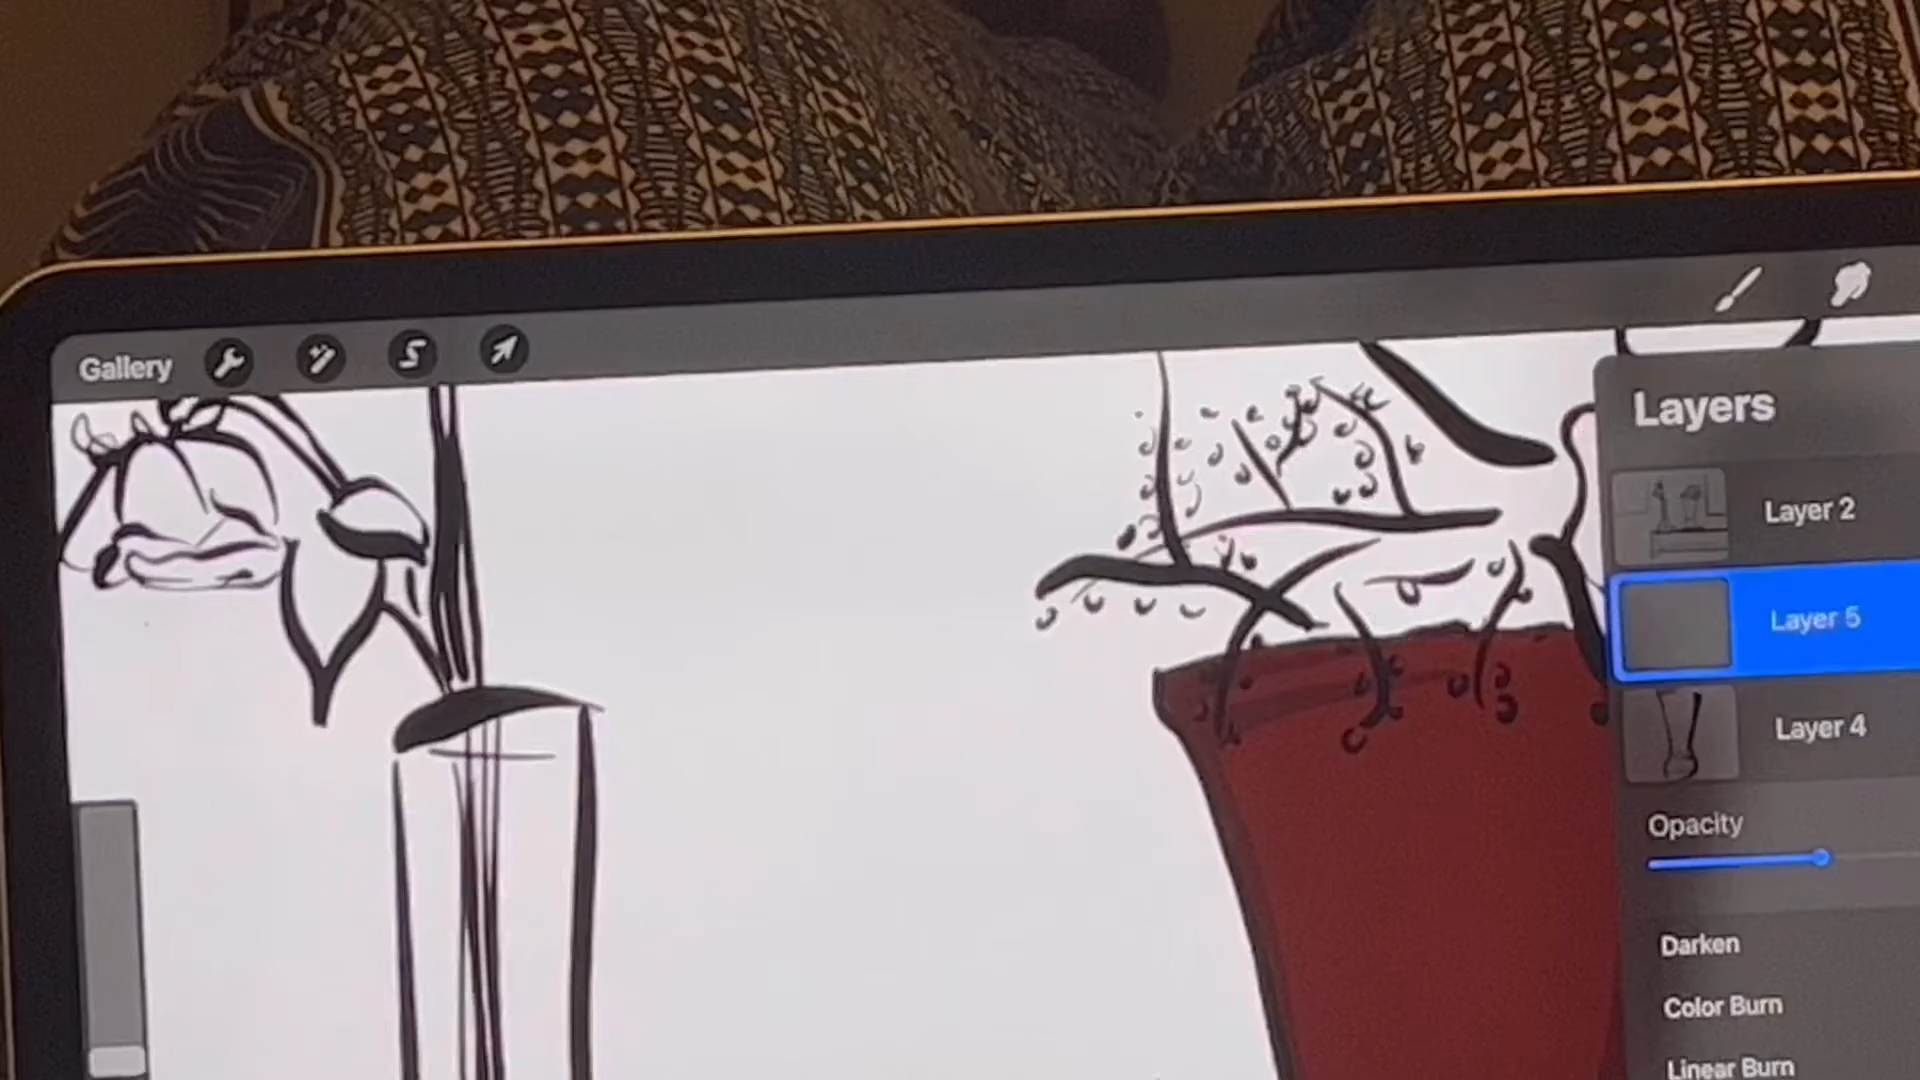 Gallery
Layers
Layer 2
Layer 5
Layer 4
Opacity
Darken
Color Burn
Linear Burn